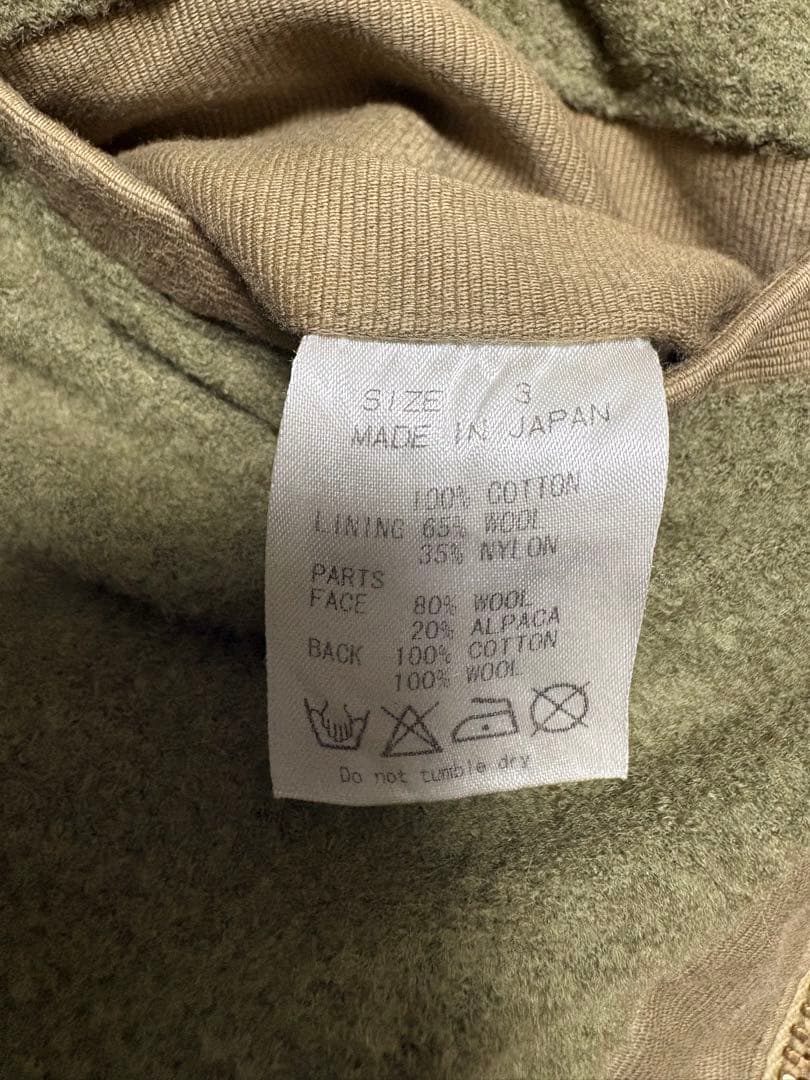 SIZE 3
MADE IN JAPAN
100% COTTON
LINING 65% WOOL
35% NYLON
PARTS
FACE 80% WOOL
20% ALPACA
BACK 100% COTTON
100% WOOL
Do not tumble dry